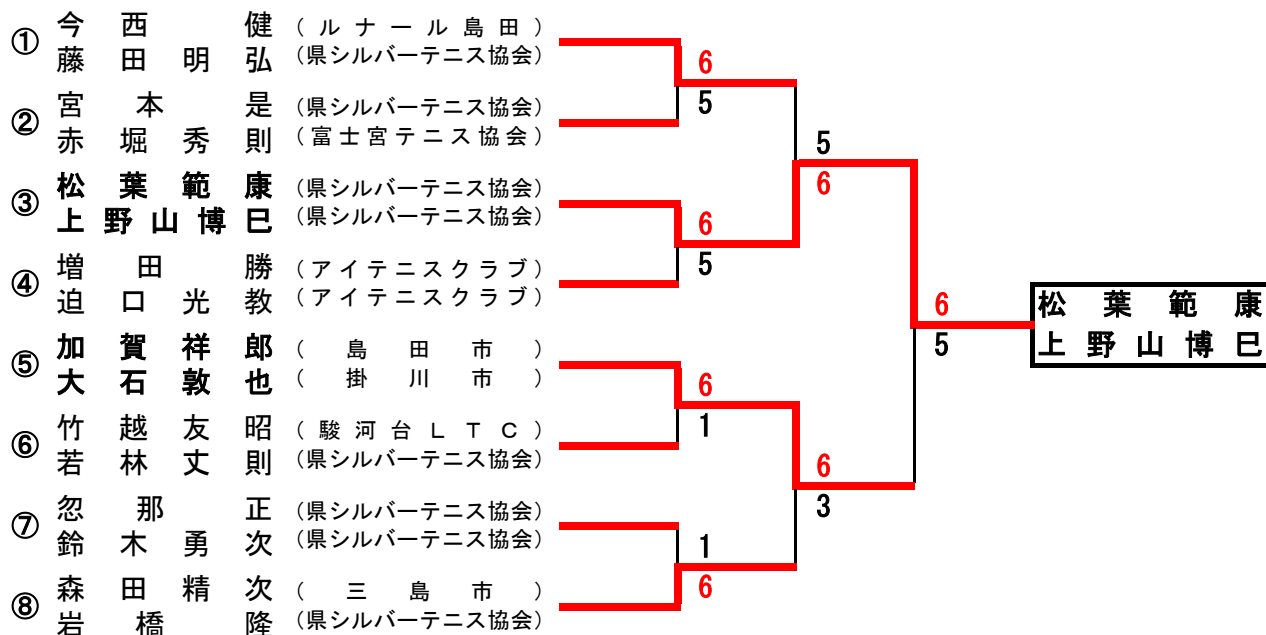 ① 今西健 (ルナール島田)
藤田明弘 (県シルバーテニス協会)
6
5
② 宮本是 (県シルバーテニス協会)
赤堀秀則 (富士宮テニス協会)
5
6
③ 松葉範康 (県シルバーテニス協会)
上野山博巳 (県シルバーテニス協会)
6
5
④ 増田勝 (アイテニスクラブ)
迫口光教 (アイテニスクラブ)
6
5
松葉範康
上野山博巳
⑤ 加賀祥郎 (島田市)
大石敦也 (掛川市)
6
1
⑥ 竹越友昭 (駿河台LTC)
若林丈則 (県シルバーテニス協会)
6
3
⑦ 忽那正 (県シルバーテニス協会)
鈴木勇次 (県シルバーテニス協会)
1
6
⑧ 森田精次 (三島市)
岩橋隆 (県シルバーテニス協会)